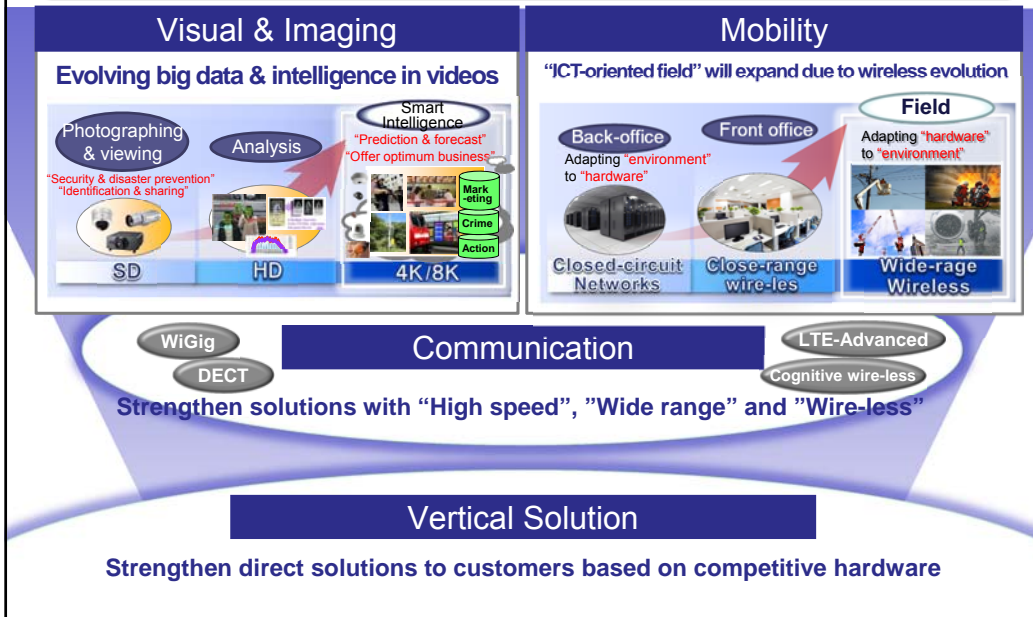 Visual & Imaging
Evolving big data & intelligence in videos
Photographing
& viewing
“Security & disaster prevention”
“Identification & sharing”
Analysis
Smart
Intelligence
“Prediction & forecast”
“Offer optimum business”
Mark
-eting
Crime
Action
SD
HD
4K/8K
Mobility
“ICT-oriented field” will expand due to wireless evolution
Back-office
Adapting “environment”
to “hardware”
Front office
Field
Adapting “hardware”
to “environment”
Closed-circuit
Networks
Close-range
wire-les
Wide-rage
Wireless
WiGig
DECT
Communication
LTE-Advanced
Cognitive wire-less
Strengthen solutions with “High speed”, ”Wide range” and ”Wire-less”
Vertical Solution
Strengthen direct solutions to customers based on competitive hardware